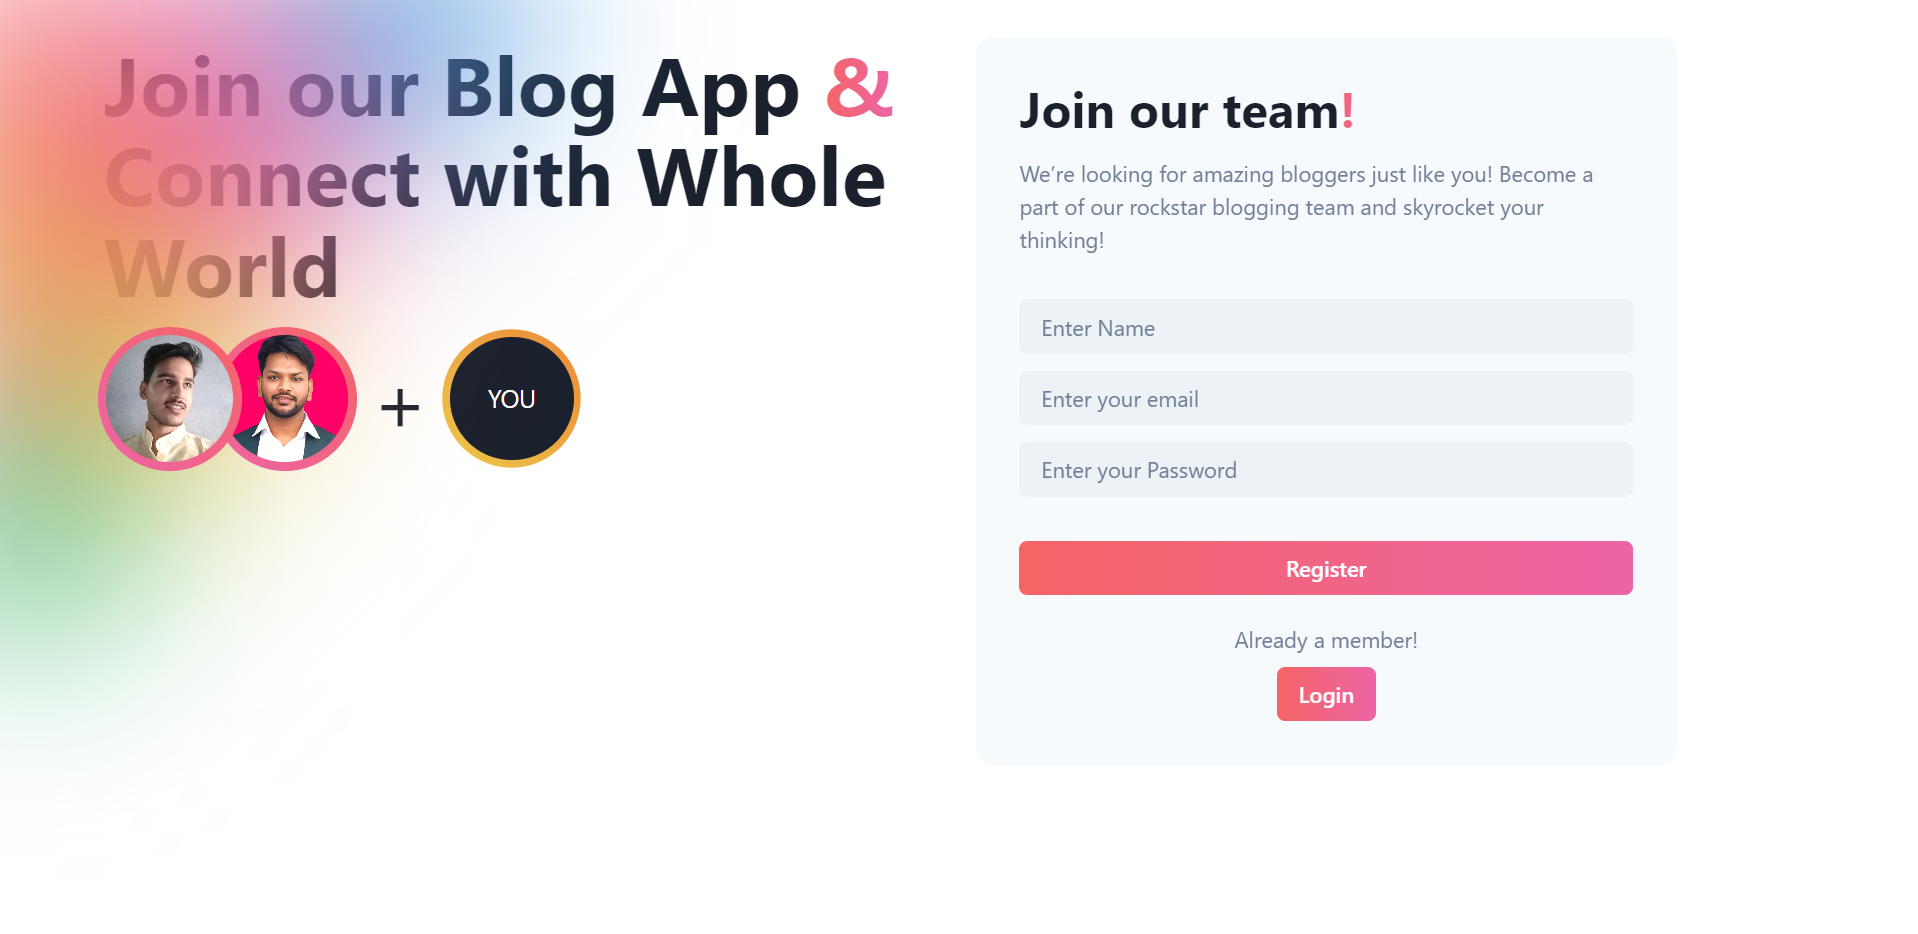 Join our Blog App &
Connect with Whole
World
+
YOU
Join our team!
We’re looking for amazing bloggers just like you! Become a
part of our rockstar blogging team and skyrocket your
thinking!
Enter Name
Enter your email
Enter your Password
Register
Already a member!
Login